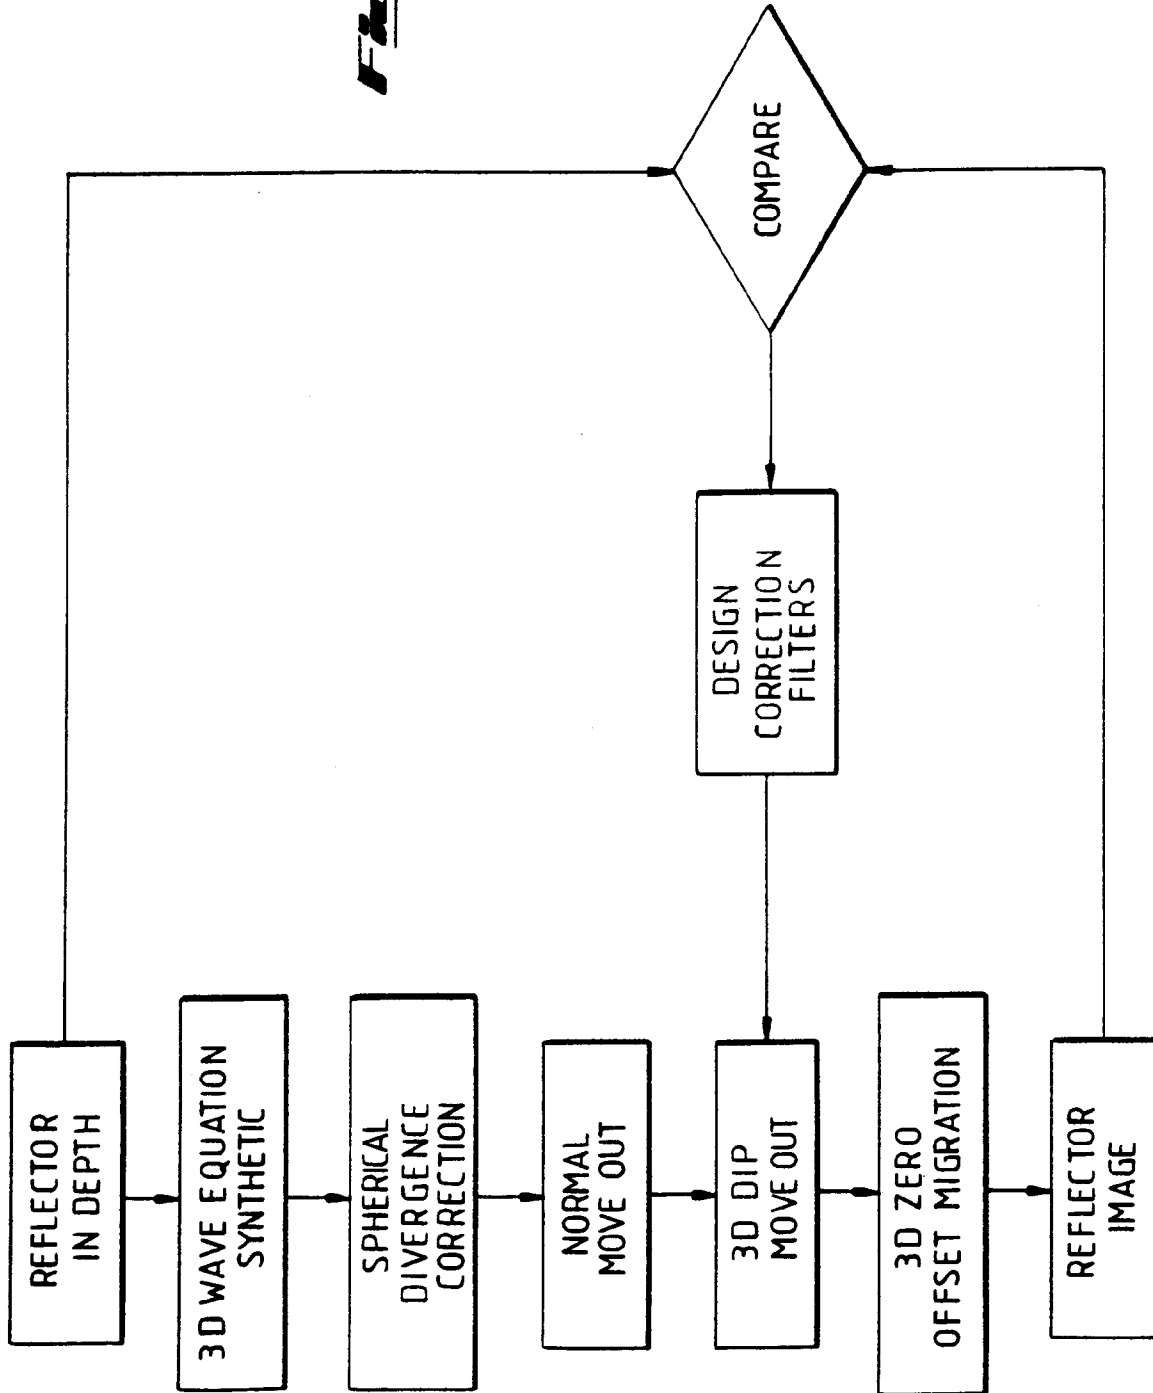 REFLECTOR
IN DEPTH
3D WAVE EQUATION
SYNTHETIC
SPHERICAL
DIVERGENCE
CORRECTION
NORMAL
MOVE OUT
3D DIP
MOVE OUT
3D ZERO
OFFSET MIGRATION
REFLECTOR
IMAGE
DESIGN
CORRECTION
FILTERS
COMPARE